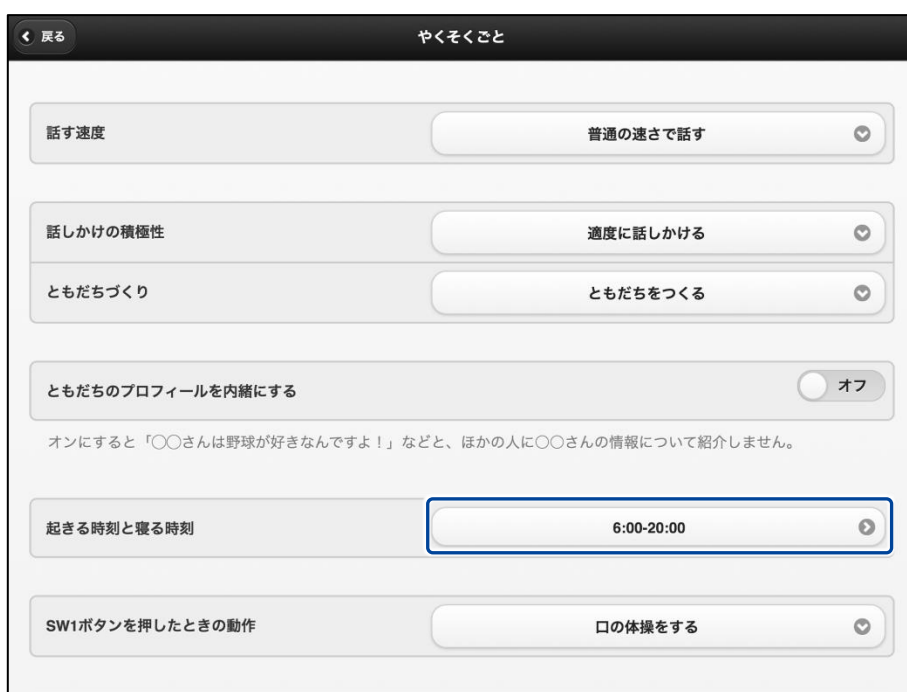 戻る
やくそくごと
話す速度
普通の速さで話す
話しかけの積極性
適度に話しかける
ともだちづくり
ともだちをつくる
ともだちのプロフィールを内緒にする
オフ
オンにすると「〇〇さんは野球が好きなんですよ！」などと、ほかの人に〇〇さんの情報について紹介しません。
起きる時刻と寝る時刻
6:00-20:00
SW1ボタンを押したときの動作
口の体操をする